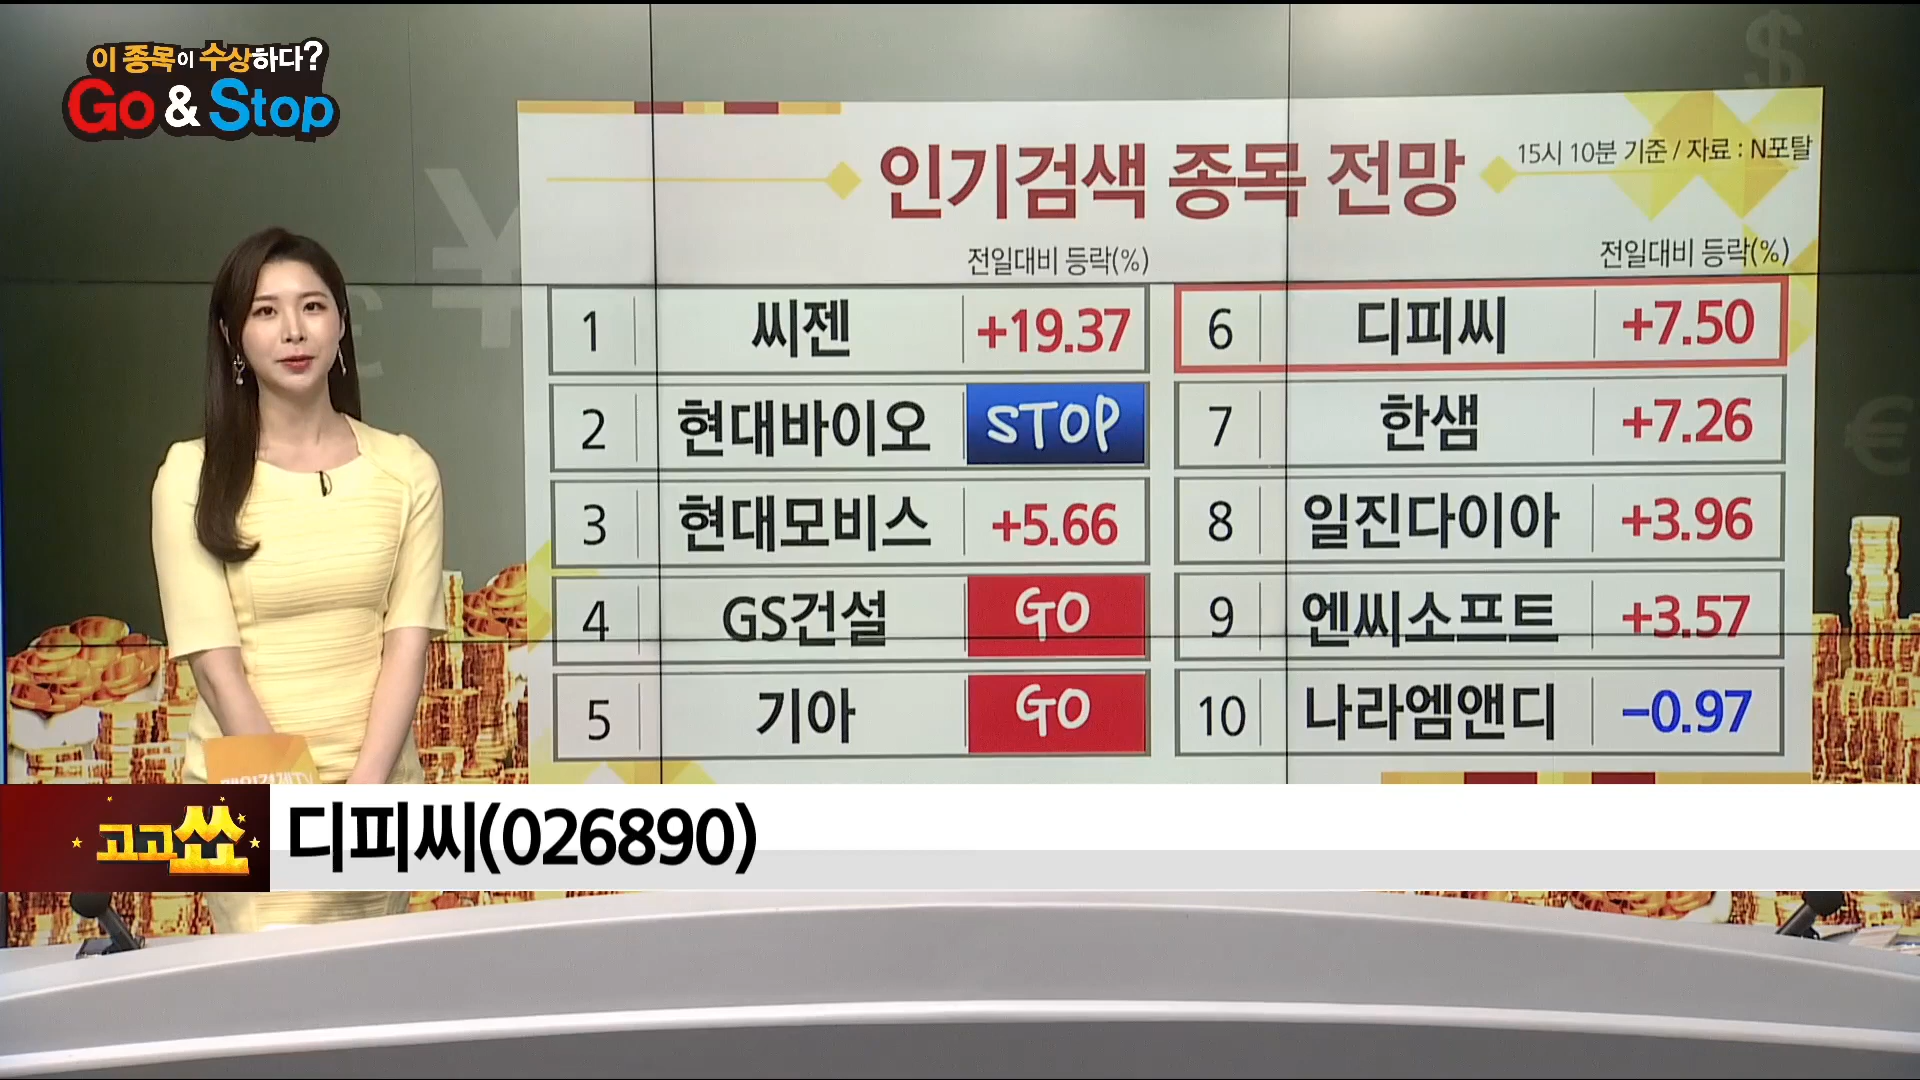 이 종목이 수상하다?
Go & Stop
인기검색 종목 전망
15시 10분 기준 / 자료 : N포탈
전일대비 등락(%)
1 씨젠 +19.37
2 현대바이오 STOP
3 현대모비스 +5.66
4 GS건설 GO
5 기아 GO
전일대비 등락(%)
6 디피씨 +7.50
7 한샘 +7.26
8 일진다이아 +3.96
9 엔씨소프트 +3.57
10 나라엠앤디 -0.97
고고쑈 디피씨(026890)